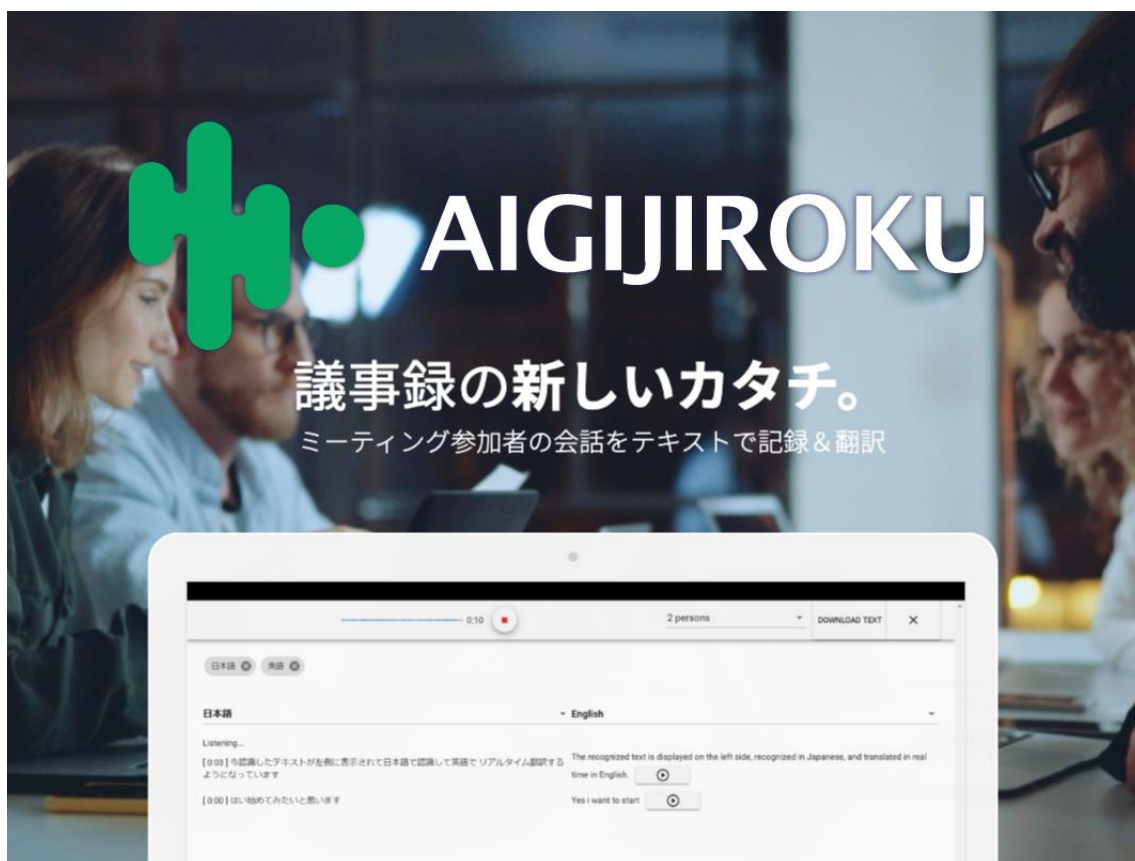 AIGIJIROKU
議事録の新しいカタチ。
ミーティング参加者の会話をテキストで記録&翻訳
0:10
2 persons
DOWNLOAD TEXT
日本語
英語
日本語
English
Listening...
[0:03] 今認識したテキストが左側に表示されて日本語で認識して英語で リアルタイム翻訳する
ようになっています
The recognized text is displayed on the left side, recognized in Japanese, and translated in real
time in English.
[0:00] はい始めてみたいと思います
Yes i want to start